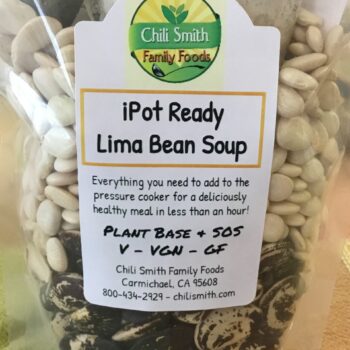 Chili Smith
Family Foods
iPot Ready
Lima Bean Soup
Everything you need to add to the
pressure cooker for a deliciously
healthy meal in less than an hour!
PLANT BASE & SOS
V - VGN - GF
Chili Smith Family Foods
Carmichael, CA 95608
800-434-2929 - chilismith.com